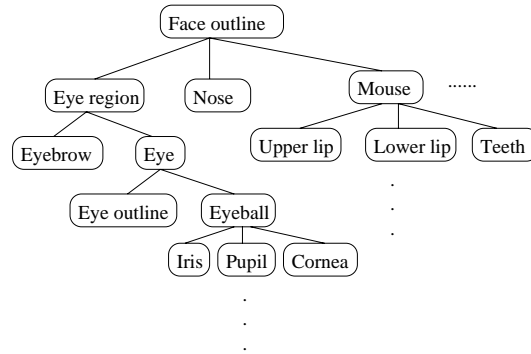 Face outline
Eye region
Nose
Mouse
......
Eyebrow
Eye
Upper lip
Lower lip
Teeth
Eye outline
Eyeball
Iris
Pupil
Cornea